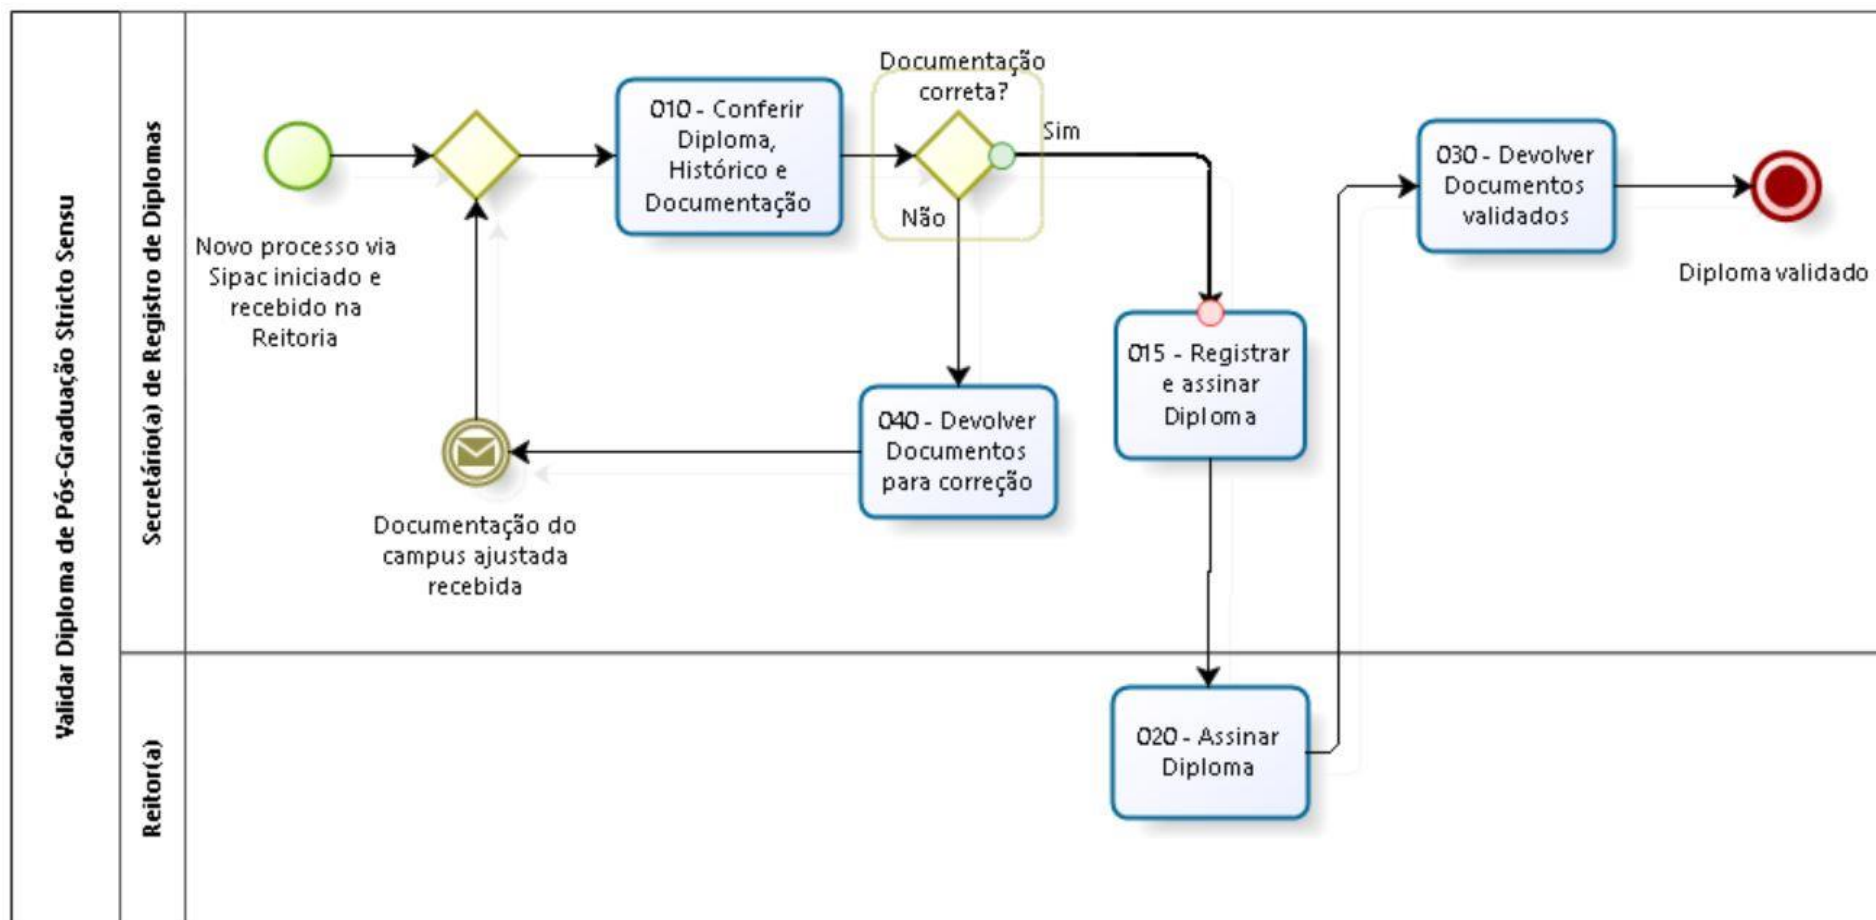 Validar Diploma de Pós-Graduação Stricto Sensu
Secretário(a) de Registro de Diplomas
Novo processo via
Sipac iniciado e
recebido na
Reitoria
010 - Conferir
Diploma,
Histórico e
Documentação
Documentação
correta?
Sim
Não
040 - Devolver
Documentos
para correção
Documentação do
campus ajustada
recebida
015 - Registrar
e assinar
Diploma
030 - Devolver
Documentos
validados
Diploma validado
Reitor(a)
020 - Assinar
Diploma